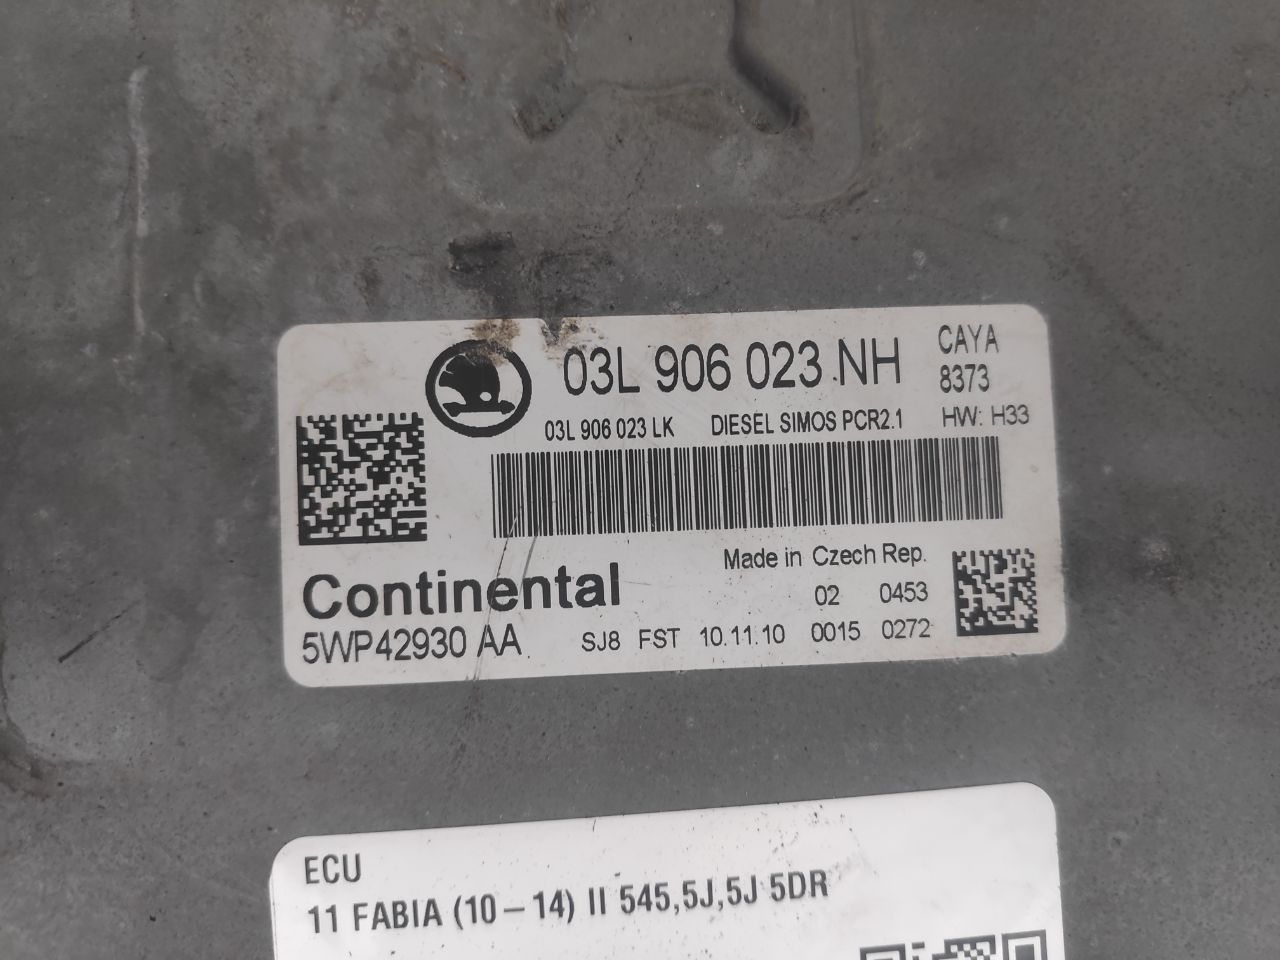 03L 906 023 NH
CAYA
8373
03L 906 023 LK DIESEL SIMOS PCR2.1 HW: H33
Made in Czech Rep.
Continental 02 0453
5WP42930 AA SJ8 FST 10.11.10 0015 0272
ECU
11 FABIA (10-14) II 545,5J,5J 5DR